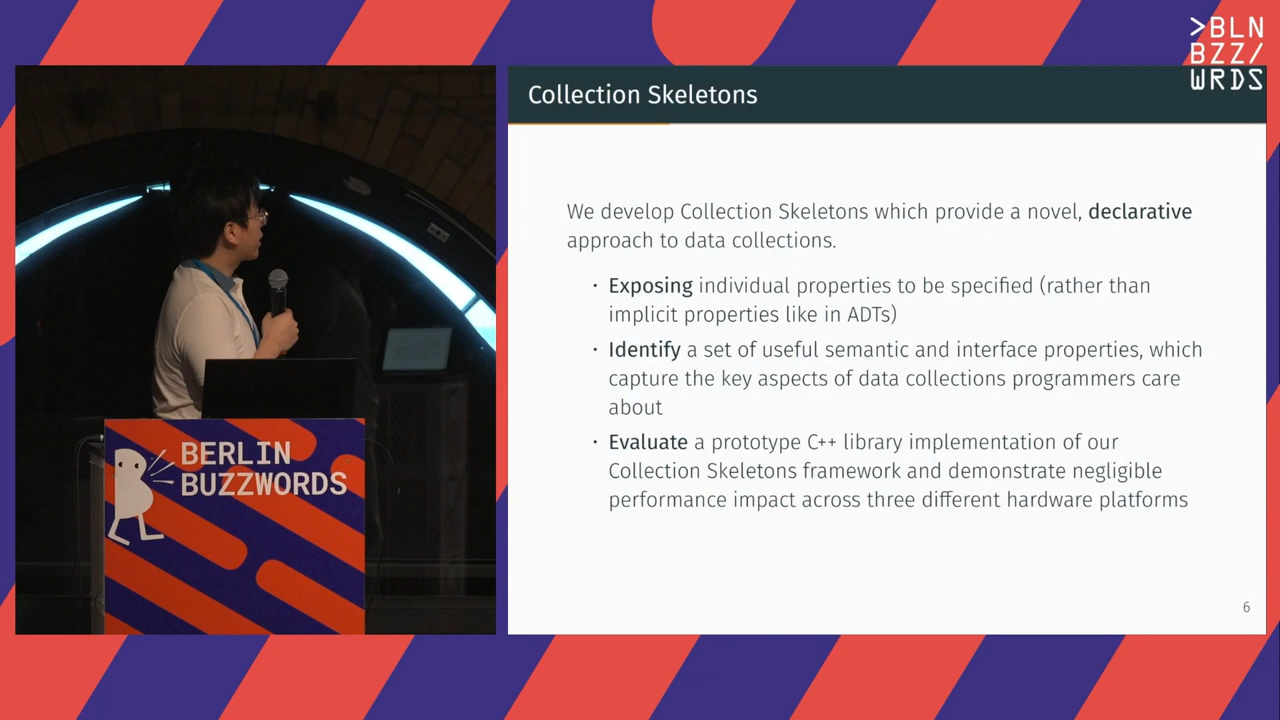 >BLN
BZZ/
WRDS
Collection Skeletons
We develop Collection Skeletons which provide a novel, declarative
approach to data collections.
· Exposing individual properties to be specified (rather than
implicit properties like in ADTs)
· Identify a set of useful semantic and interface properties, which
capture the key aspects of data collections programmers care
about
· Evaluate a prototype C++ library implementation of our
Collection Skeletons framework and demonstrate negligible
performance impact across three different hardware platforms
6
BERLIN
BUZZWORDS